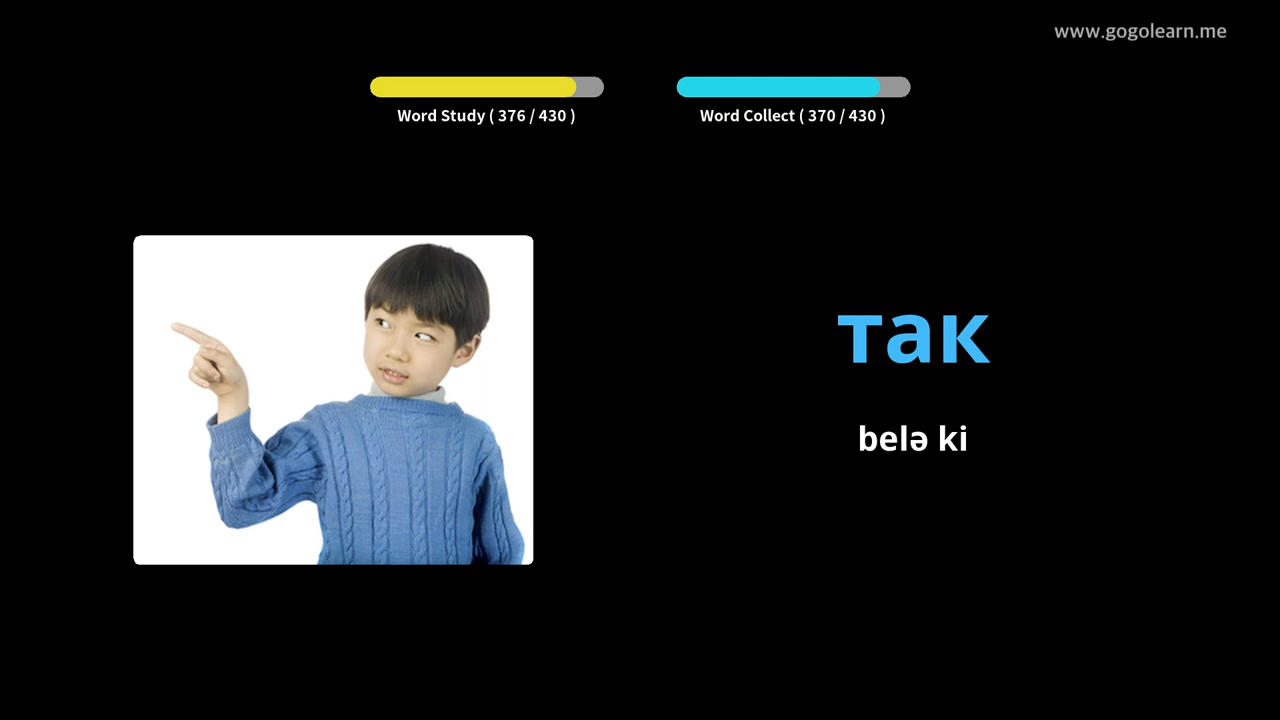 www.gogolearn.me
Word Study ( 376 / 430 )
Word Collect ( 370 / 430 )
так
belə ki